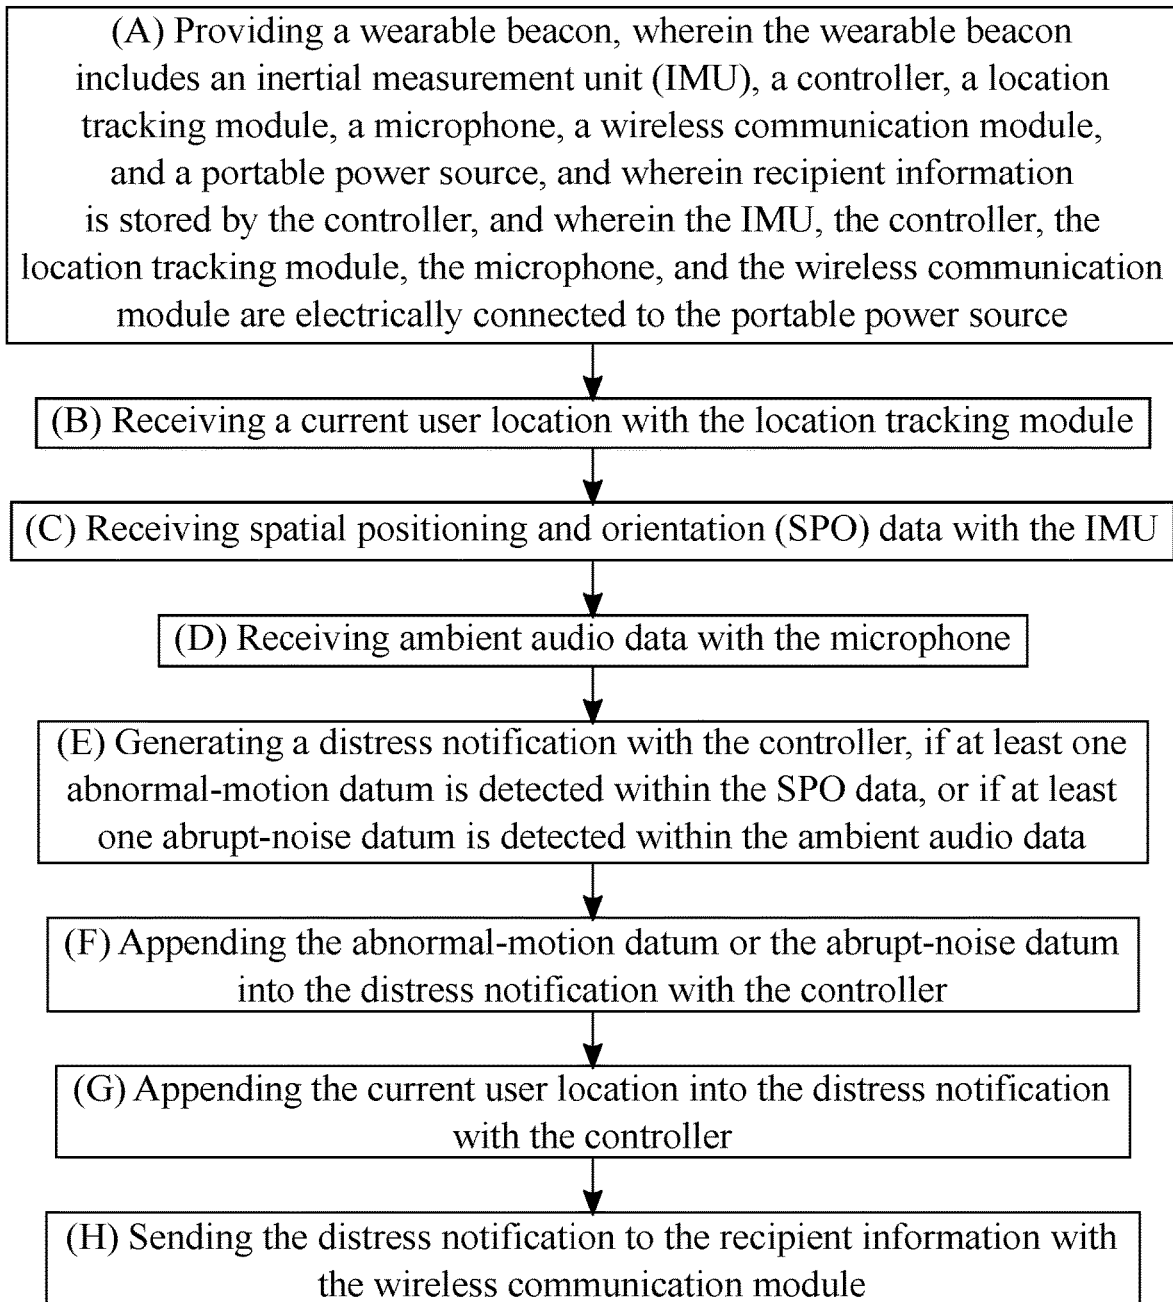 (A) Providing a wearable beacon, wherein the wearable beacon
includes an inertial measurement unit (IMU), a controller, a location
tracking module, a microphone, a wireless communication module,
and a portable power source, and wherein recipient information
is stored by the controller, and wherein the IMU, the controller, the
location tracking module, the microphone, and the wireless communication
module are electrically connected to the portable power source
(B) Receiving a current user location with the location tracking module
(C) Receiving spatial positioning and orientation (SPO) data with the IMU
(D) Receiving ambient audio data with the microphone
(E) Generating a distress notification with the controller, if at least one
abnormal-motion datum is detected within the SPO data, or if at least
one abrupt-noise datum is detected within the ambient audio data
(F) Appending the abnormal-motion datum or the abrupt-noise datum
into the distress notification with the controller
(G) Appending the current user location into the distress notification
with the controller
(H) Sending the distress notification to the recipient information with
the wireless communication module